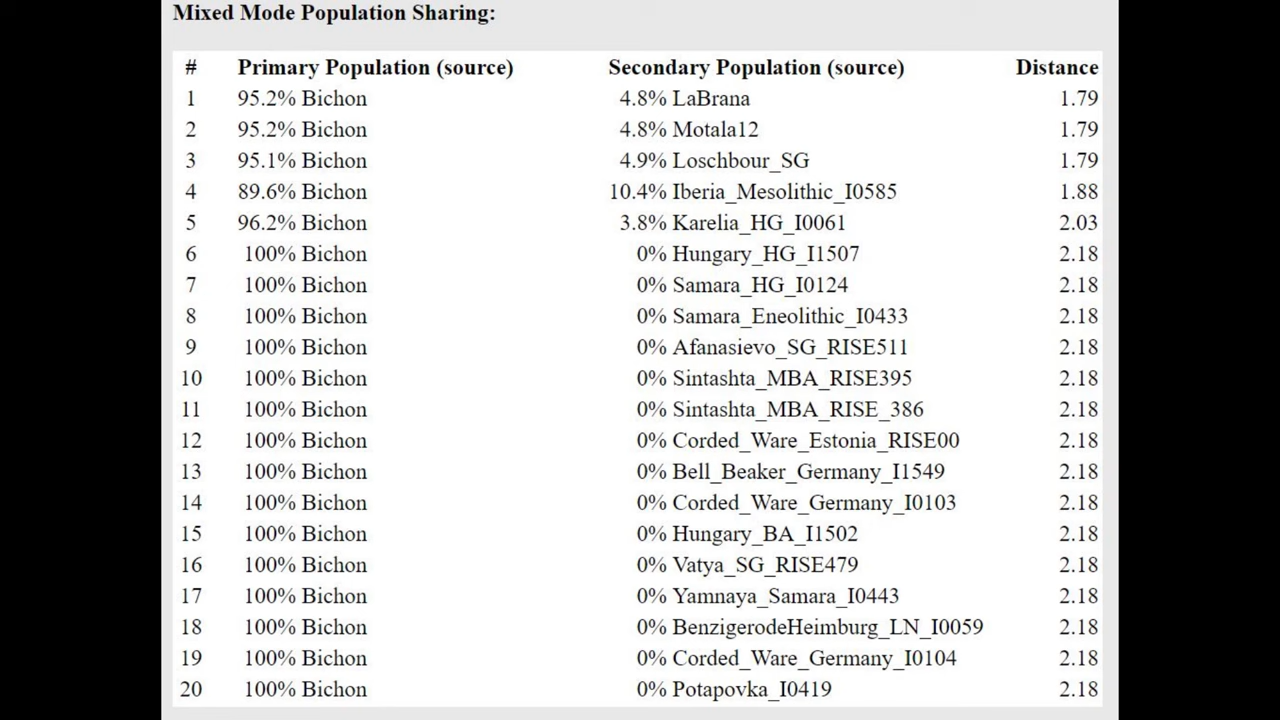 Mixed Mode Population Sharing:
# Primary Population (source) Secondary Population (source) Distance
1 95.2% Bichon 4.8% LaBrana 1.79
2 95.2% Bichon 4.8% Motala12 1.79
3 95.1% Bichon 4.9% Loschbour_SG 1.79
4 89.6% Bichon 10.4% Iberia_Mesolithic_I0585 1.88
5 96.2% Bichon 3.8% Karelia_HG_I0061 2.03
6 100% Bichon 0% Hungary_HG_I1507 2.18
7 100% Bichon 0% Samara_HG_I0124 2.18
8 100% Bichon 0% Samara_Eneolithic_I0433 2.18
9 100% Bichon 0% Afanasievo_SG_RISE511 2.18
10 100% Bichon 0% Sintashta_MBA_RISE395 2.18
11 100% Bichon 0% Sintashta_MBA_RISE_386 2.18
12 100% Bichon 0% Corded_Ware_Estonia_RISE00 2.18
13 100% Bichon 0% Bell_Beaker_Germany_I1549 2.18
14 100% Bichon 0% Corded_Ware_Germany_I0103 2.18
15 100% Bichon 0% Hungary_BA_I1502 2.18
16 100% Bichon 0% Vatya_SG_RISE479 2.18
17 100% Bichon 0% Yamnaya_Samara_I0443 2.18
18 100% Bichon 0% BenzigerodeHeimburg_LN_I0059 2.18
19 100% Bichon 0% Corded_Ware_Germany_I0104 2.18
20 100% Bichon 0% Potapovka_I0419 2.18